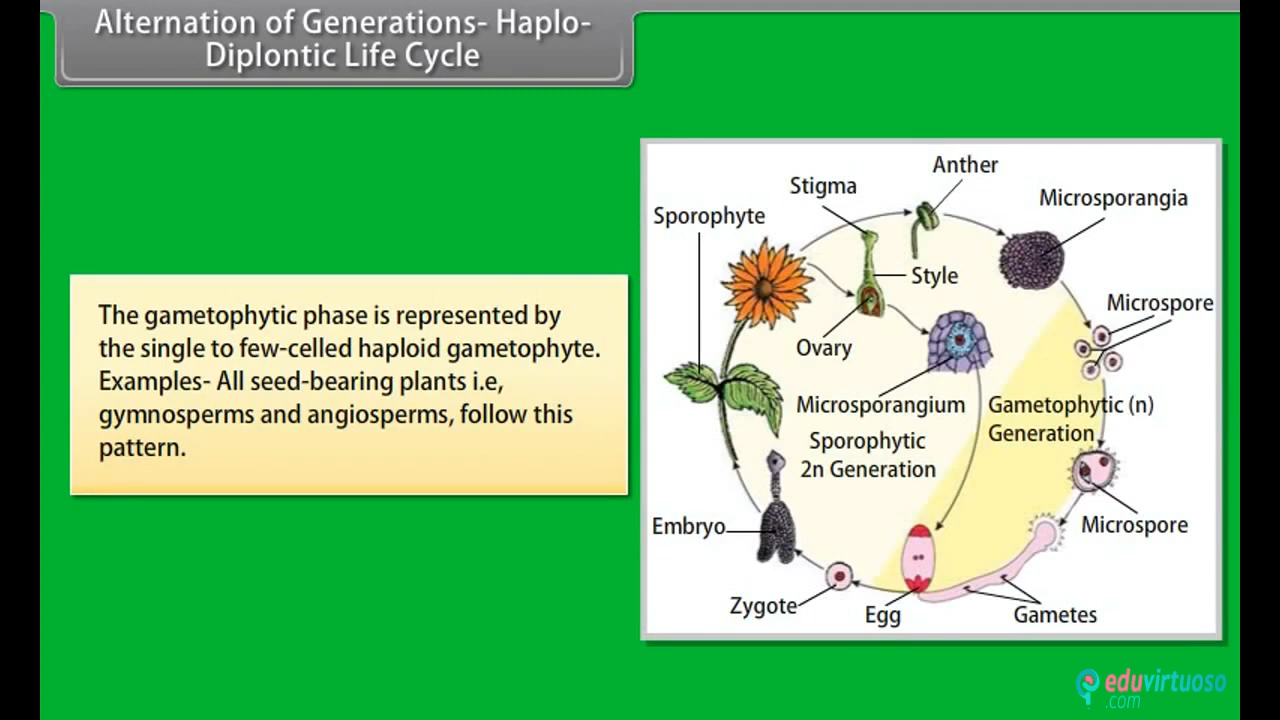 Alternation of Generations- Haplo-
Diplontic Life Cycle
The gametophytic phase is represented by
the single to few-celled haploid gametophyte.
Examples- All seed-bearing plants i.e,
gymnosperms and angiosperms, follow this
pattern.
Anther
Stigma
Microsporangia
Sporophyte
Style
Microspore
Ovary
Microsporangium
Gametophytic (n)
Generation
Sporophytic
2n Generation
Embryo
Microspore
Zygote
Egg
Gametes
eduvirtuoso
.com